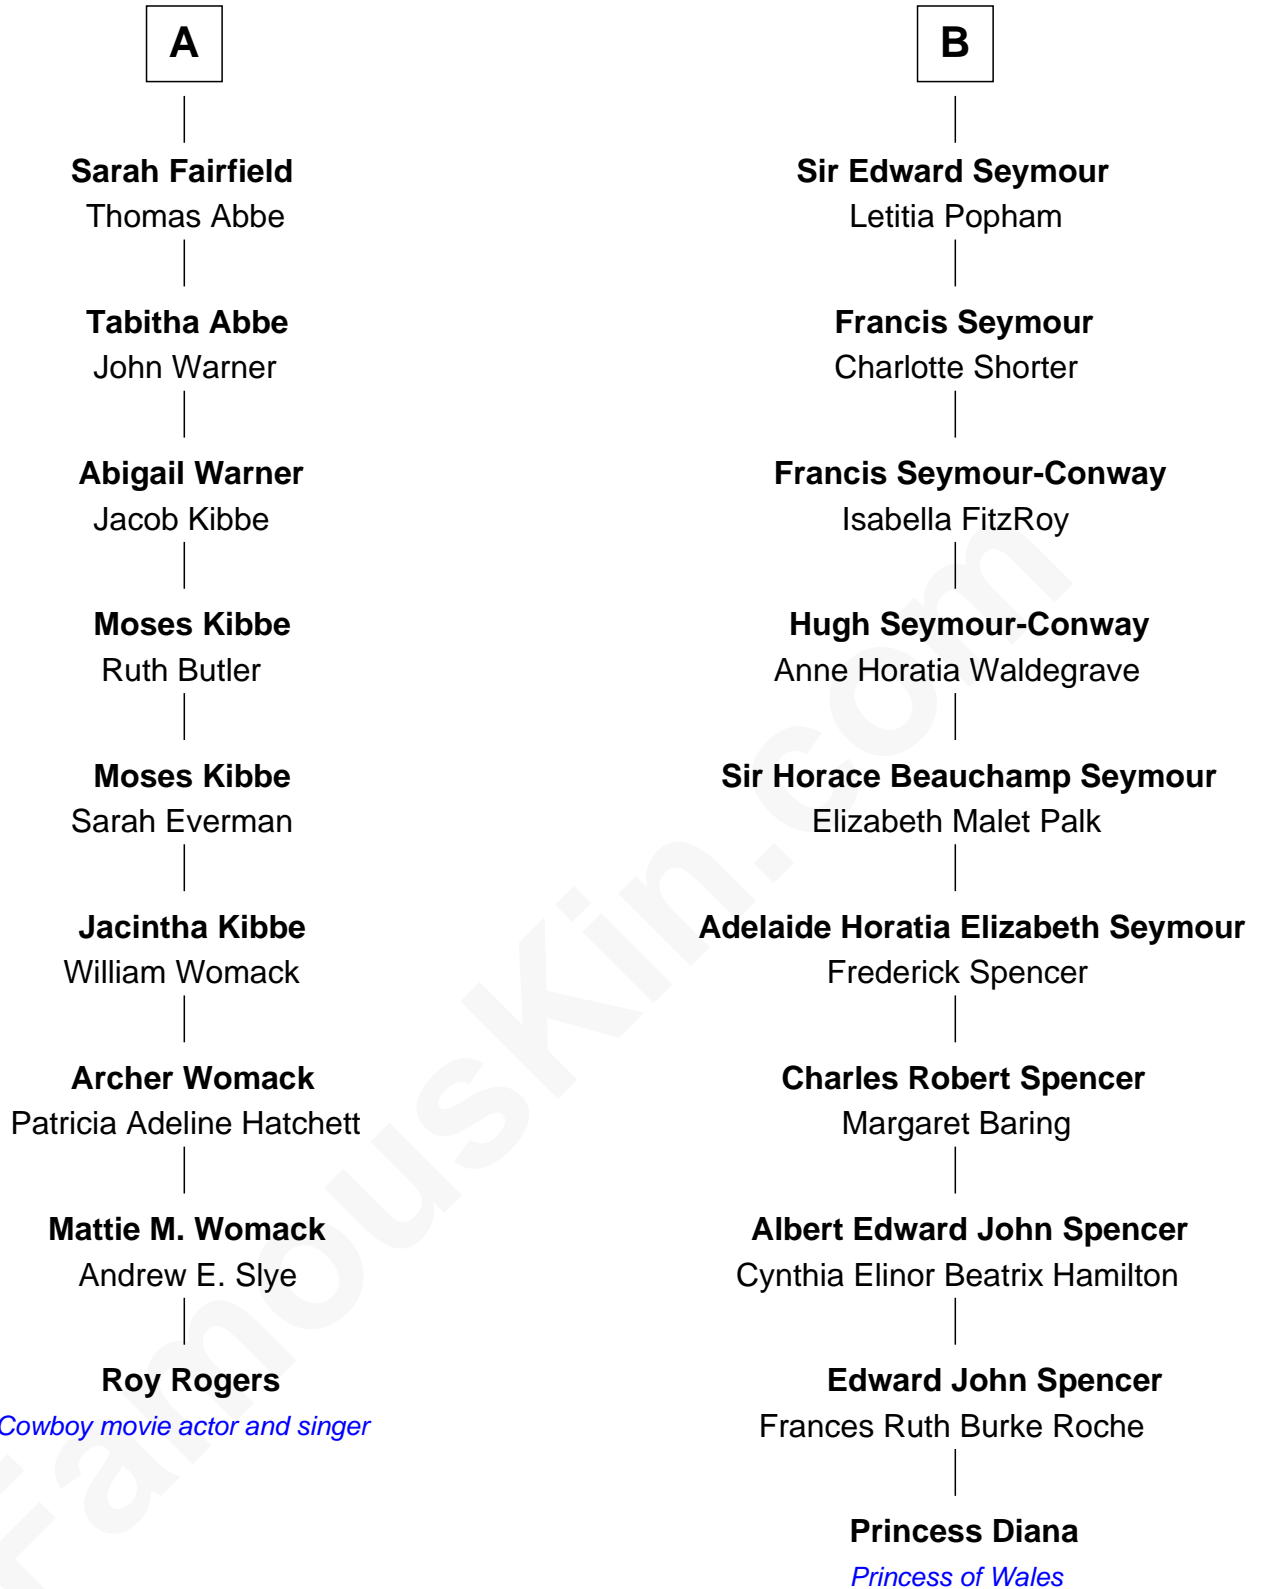 A
Sarah Fairfield
Thomas Abbe
Tabitha Abbe
John Warner
Abigail Warner
Jacob Kibbe
Moses Kibbe
Ruth Butler
Moses Kibbe
Sarah Everman
Jacintha Kibbe
William Womack
Archer Womack
Patricia Adeline Hatchett
Mattie M. Womack
Andrew E. Slye
Roy Rogers
Cowboy movie actor and singer
B
Sir Edward Seymour
Letitia Popham
Francis Seymour
Charlotte Shorter
Francis Seymour-Conway
Isabella FitzRoy
Hugh Seymour-Conway
Anne Horatia Waldegrave
Sir Horace Beauchamp Seymour
Elizabeth Malet Palk
Adelaide Horatia Elizabeth Seymour
Frederick Spencer
Charles Robert Spencer
Margaret Baring
Albert Edward John Spencer
Cynthia Elinor Beatrix Hamilton
Edward John Spencer
Frances Ruth Burke Roche
Princess Diana
Princess of Wales
FamousKin.com